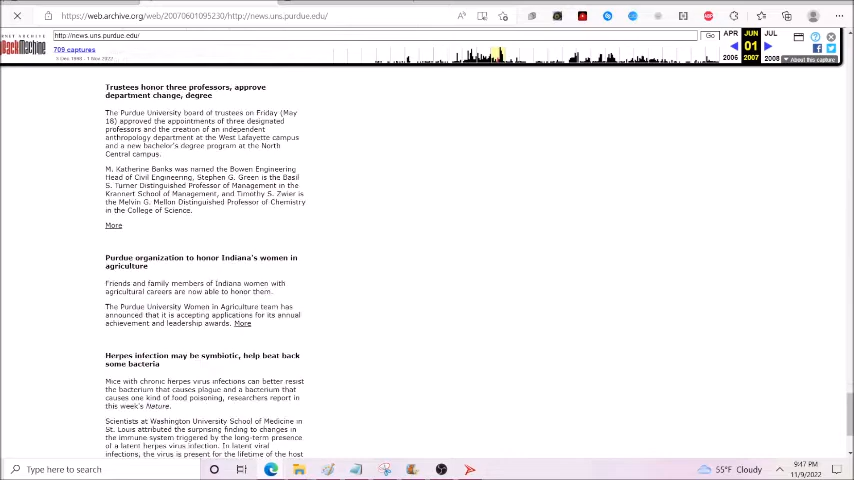 https://web.archive.org/web/20070601095230/http://news.uns.purdue.edu/
http://news.uns.purdue.edu/
Go
APR JUN JUL
709 captures
01
5 Dec 1998 - 1 Nov 2022
2006 2007 2008
About this capture
Trustees honor three professors, approve
department change, degree
The Purdue University board of trustees on Friday (May
18) approved the appointments of three designated
professors and the creation of an independent
anthropology department at the West Lafayette campus
and a new bachelor's degree program at the North
Central campus.
M. Katherine Banks was named the Bowen Engineering
Head of Civil Engineering, Stephen G. Green is the Basil
S. Turner Distinguished Professor of Management in the
Krannert School of Management, and Timothy S. Zwier is
the Melvin G. Mellon Distinguished Professor of Chemistry
in the College of Science.
More
Purdue organization to honor Indiana's women in
agriculture
Friends and family members of Indiana women with
agricultural careers are now able to honor them.
The Purdue University Women in Agriculture team has
announced that it is accepting applications for its annual
achievement and leadership awards. More
Herpes infection may be symbiotic, help beat back
some bacteria
Mice with chronic herpes virus infections can better resist
the bacterium that causes plague and a bacterium that
causes one kind of food poisoning, researchers report in
this week's Nature.
Scientists at Washington University School of Medicine in
St. Louis attributed the surprising finding to changes in
the immune system triggered by the long-term presence
of a latent herpes virus infection. In latent viral
infections, the virus is present for the lifetime of the host
Type here to search
55°F Cloudy
9:47 PM
11/9/2022